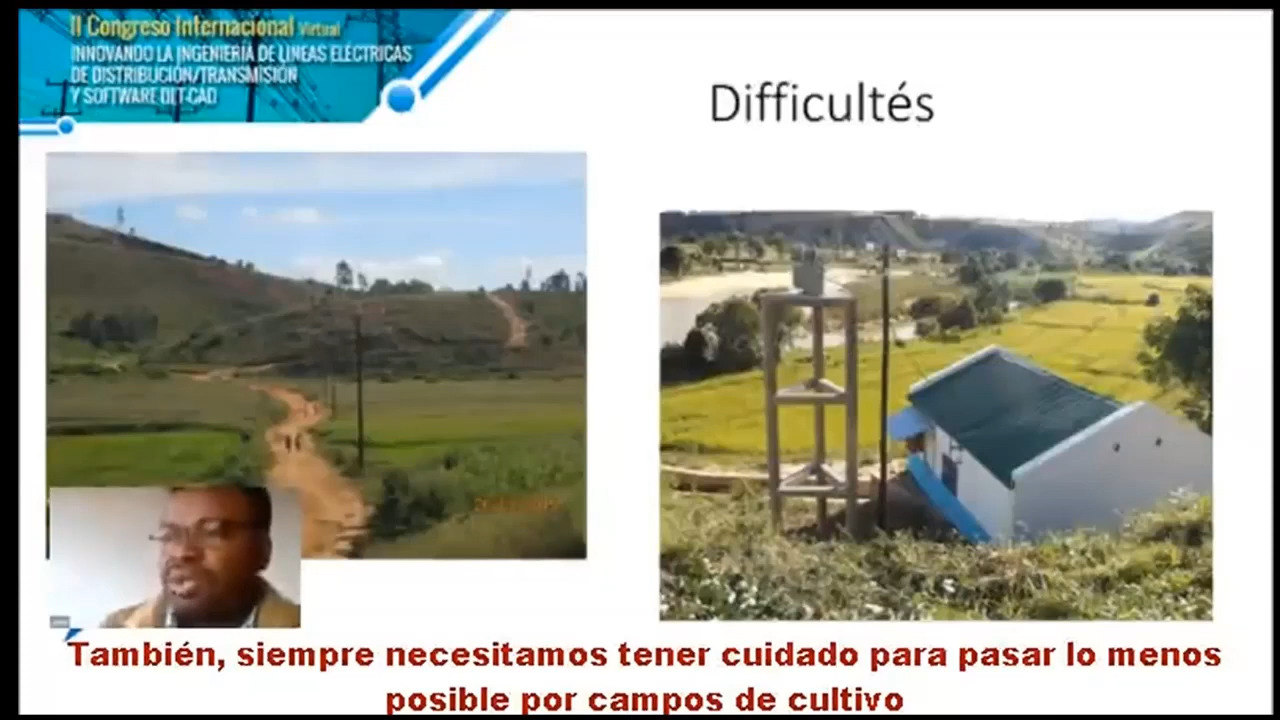 II Congreso Internacional Virtual
INNOVANDO LA INGENIERÍA DE LÍNEAS ELÉCTRICAS
DE DISTRIBUCIÓN/TRANSMISIÓN
Y SOFTWARE DLT-CAD
Difficultés
También, siempre necesitamos tener cuidado para pasar lo menos
posible por campos de cultivo